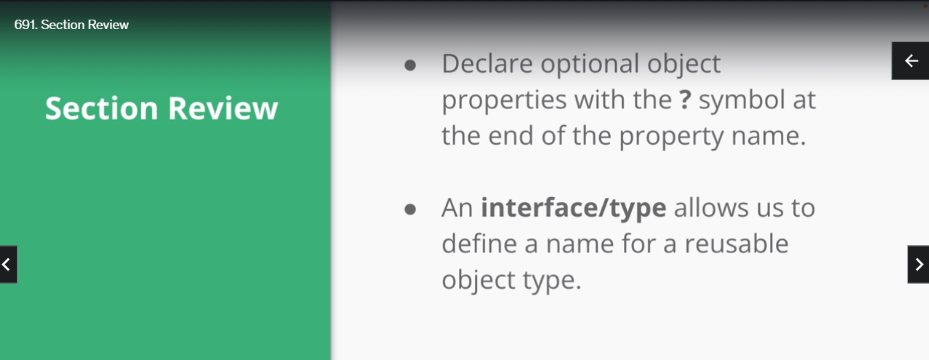 691. Section Review
Section Review
● Declare optional object
properties with the ? symbol at
the end of the property name.
● An interface/type allows us to
define a name for a reusable
object type.